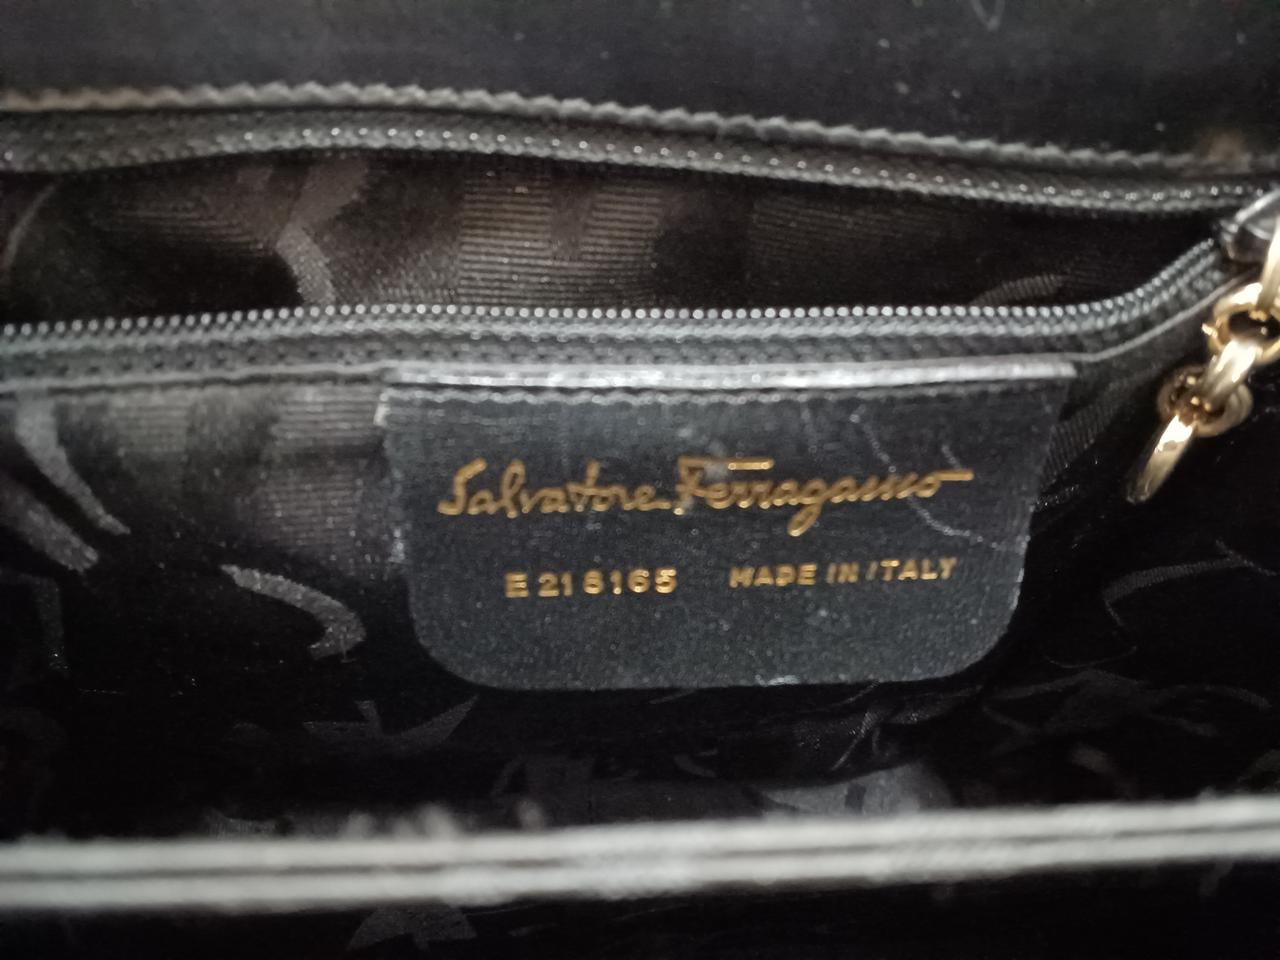 Salvatore Ferragamo
E 21 8165 MADE IN ITALY